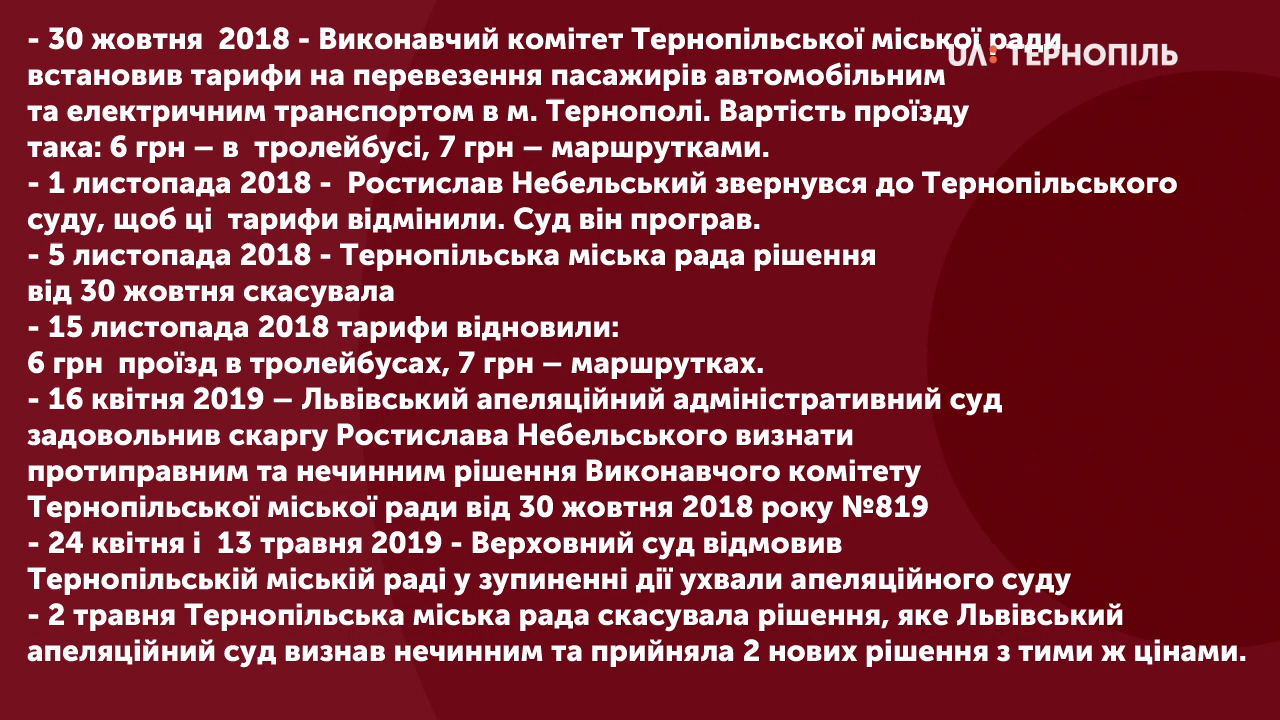 - 30 жовтня  2018 - Виконавчий комітет Тернопільської міської ради
UA: ТЕРНОПІЛЬ
встановив тарифи на перевезення пасажирів автомобільним
та електричним транспортом в м. Тернополі. Вартість проїзду
така: 6 грн – в  тролейбусі, 7 грн – маршрутками.
- 1 листопада 2018 -  Ростислав Небельський звернувся до Тернопільського
суду, щоб ці  тарифи відмінили. Суд він програв.
- 5 листопада 2018 - Тернопільська міська рада рішення
від 30 жовтня скасувала
- 15 листопада 2018 тарифи відновили:
6 грн  проїзд в тролейбусах, 7 грн – маршрутках.
- 16 квітня 2019 – Львівський апеляційний адміністративний суд
задовольнив скаргу Ростислава Небельського визнати
протиправним та нечинним рішення Виконавчого комітету
Тернопільської міської ради від 30 жовтня 2018 року №819
- 24 квітня і  13 травня 2019 - Верховний суд відмовив
Тернопільській міській раді у зупиненні дії ухвали апеляційного суду
- 2 травня Тернопільська міська рада скасувала рішення, яке Львівський
апеляційний суд визнав нечинним та прийняла 2 нових рішення з тими ж цінами.